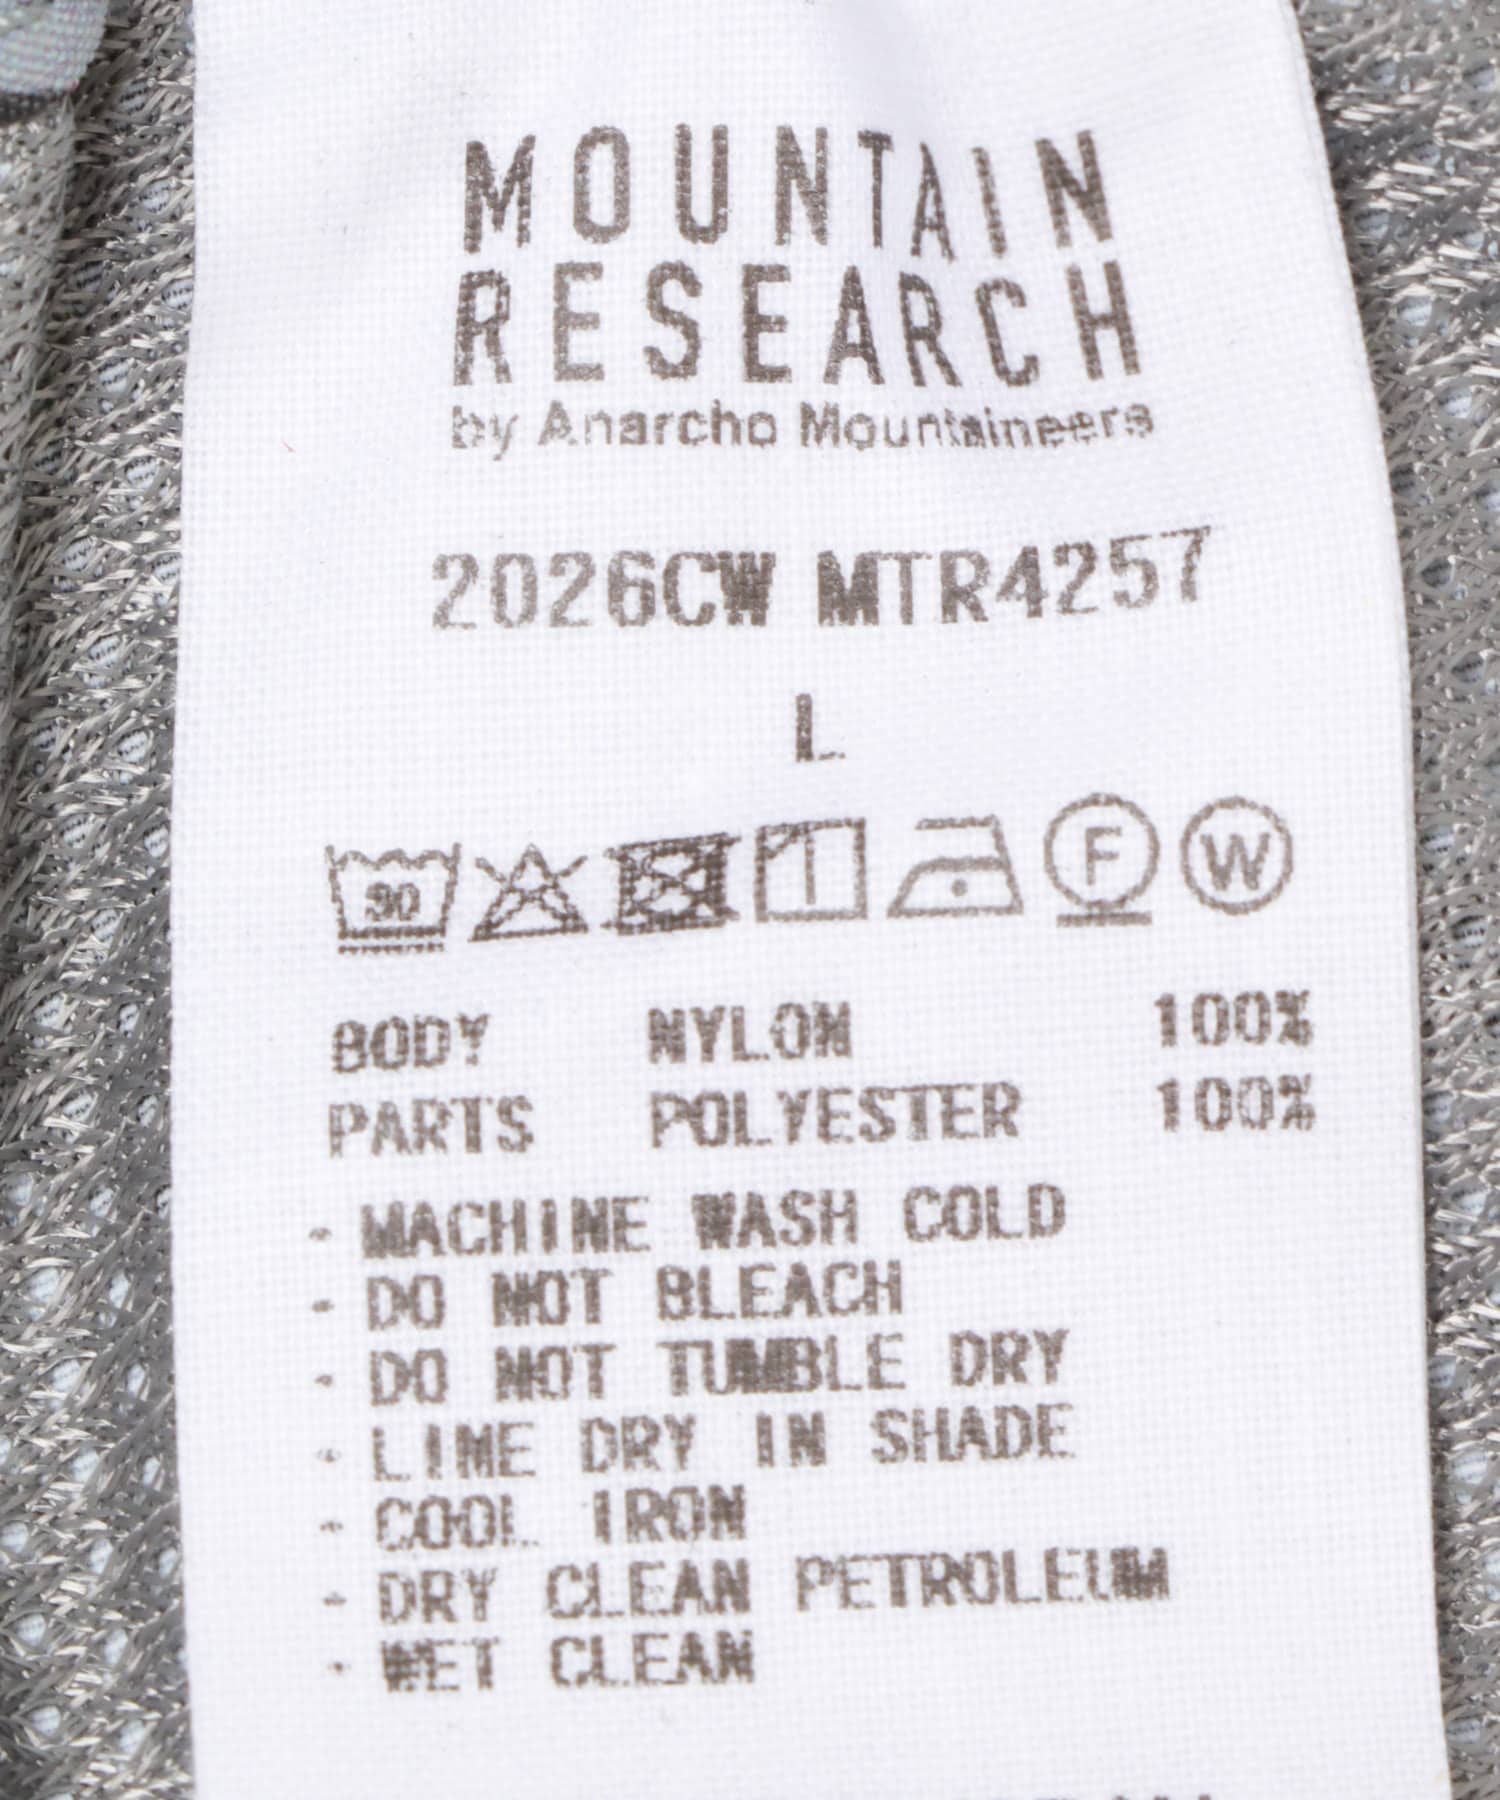 MOUNTAIN
RESEARCH
by Anarcho Mountaineers
2026CW MTR4257
L
30 F W
BODY NYLON 100%
PARTS POLYESTER 100%
- MACHINE WASH COLD
- DO NOT BLEACH
- DO NOT TUMBLE DRY
- LINE DRY IN SHADE
- COOL IRON
- DRY CLEAN PETROLEUM
- WET CLEAN